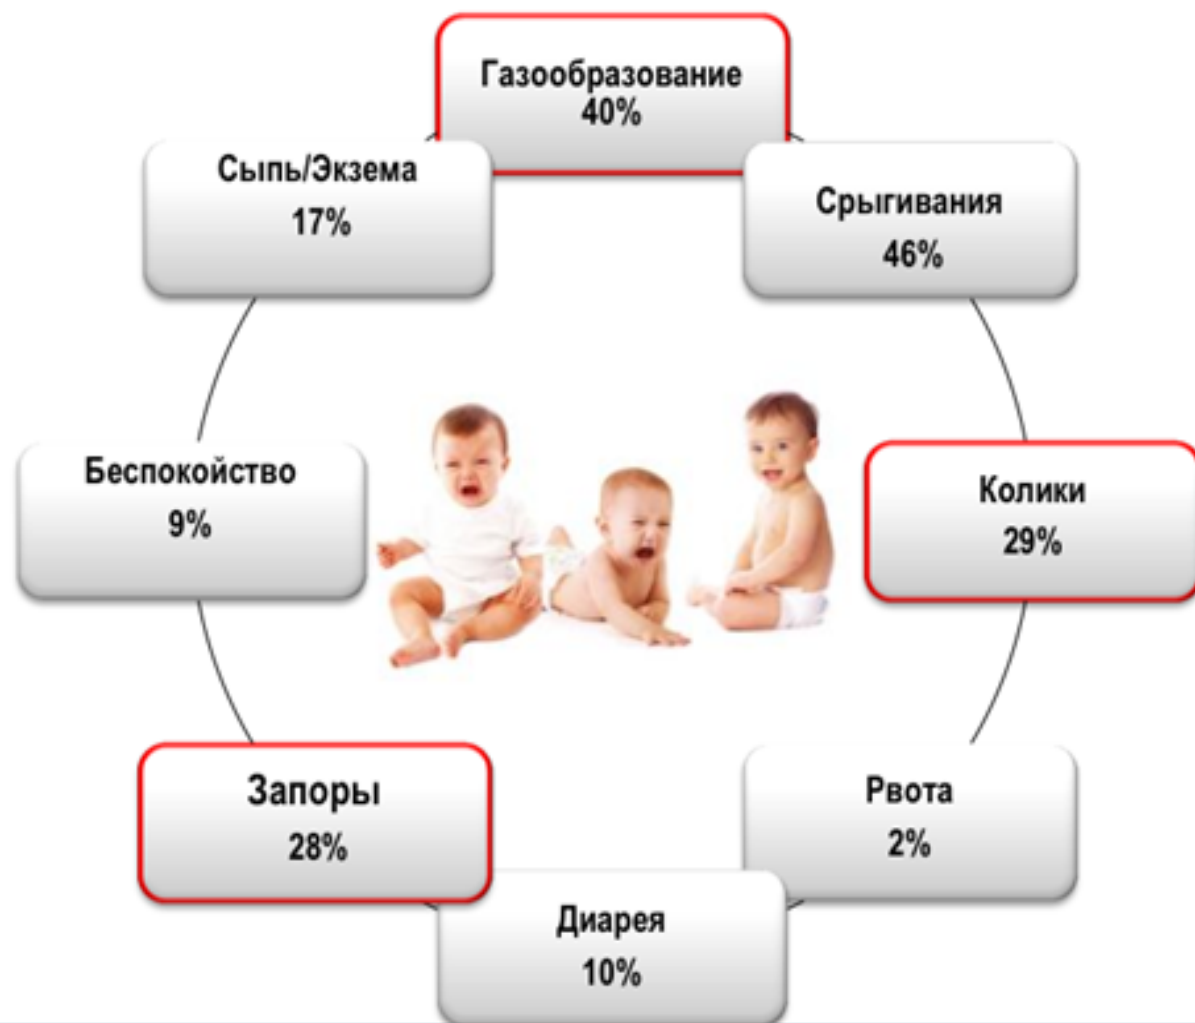 Газообразование
40%
Срыгивания
46%
Колики
29%
Рвота
2%
Диарея
10%
Запоры
28%
Беспокойство
9%
Сыпь/Экзема
17%